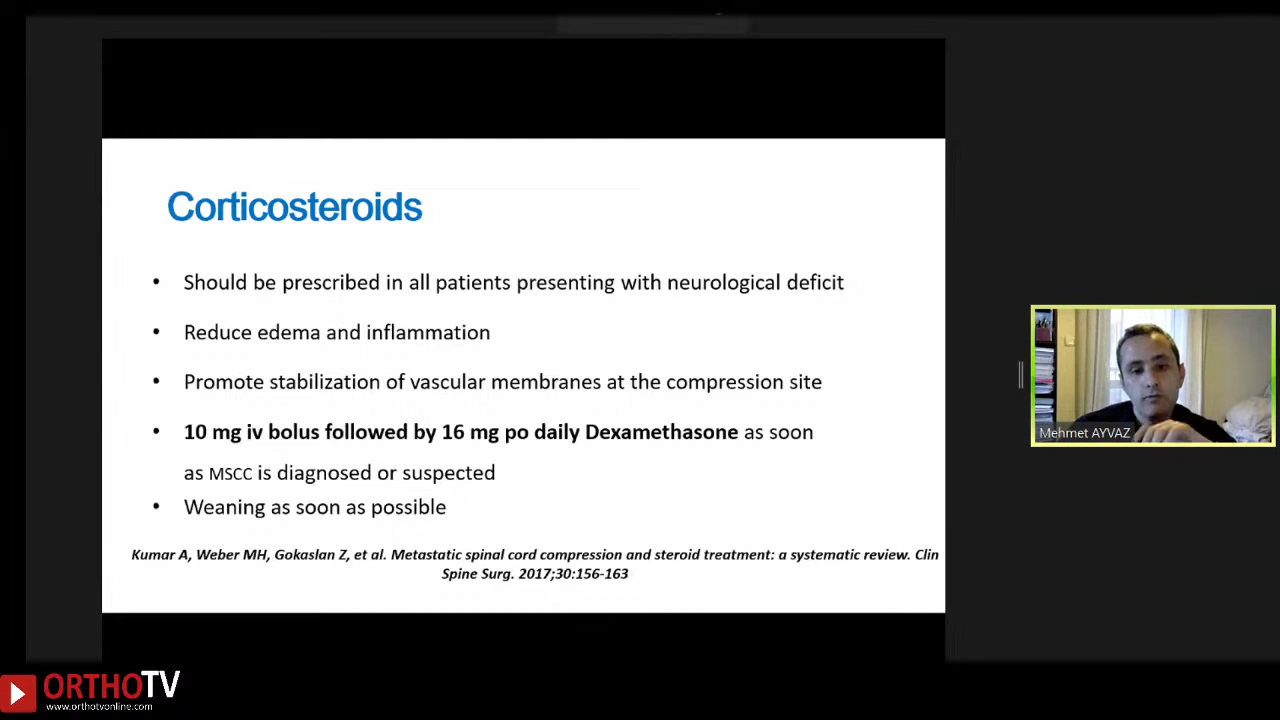 Corticosteroids
• Should be prescribed in all patients presenting with neurological deficit
• Reduce edema and inflammation
• Promote stabilization of vascular membranes at the compression site
• 10 mg iv bolus followed by 16 mg po daily Dexamethasone as soon
as MSCC is diagnosed or suspected
• Weaning as soon as possible
Kumar A, Weber MH, Gokaslan Z, et al. Metastatic spinal cord compression and steroid treatment: a systematic review. Clin
Spine Surg. 2017;30:156-163
Mehmet AYVAZ
ORTHOTV
www.orthotvonline.com